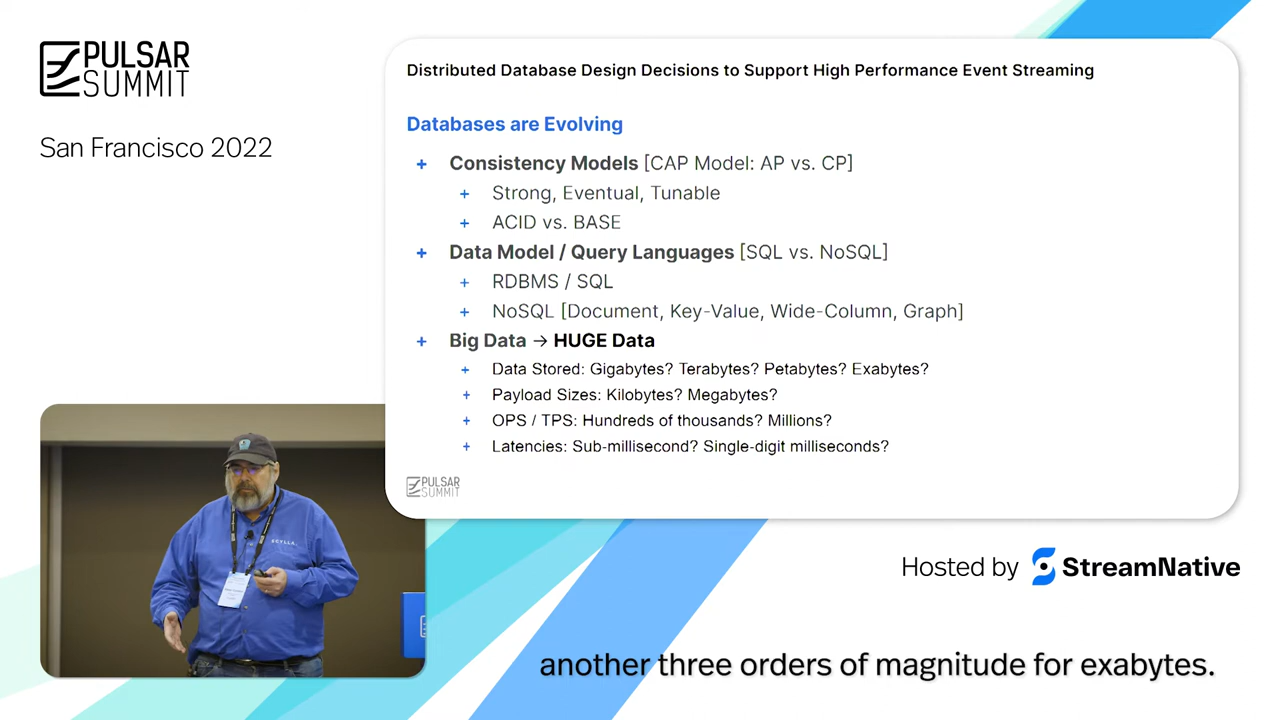 PULSAR
SUMMIT
San Francisco 2022
Distributed Database Design Decisions to Support High Performance Event Streaming
Databases are Evolving
+ Consistency Models [CAP Model: AP vs. CP]
+ Strong, Eventual, Tunable
+ ACID vs. BASE
+ Data Model / Query Languages [SQL vs. NoSQL]
+ RDBMS / SQL
+ NoSQL [Document, Key-Value, Wide-Column, Graph]
+ Big Data → HUGE Data
+ Data Stored: Gigabytes? Terabytes? Petabytes? Exabytes?
+ Payload Sizes: Kilobytes? Megabytes?
+ OPS / TPS: Hundreds of thousands? Millions?
+ Latencies: Sub-millisecond? Single-digit milliseconds?
PULSAR
SUMMIT
SCYLLA.
Hosted by StreamNative
another three orders of magnitude for exabytes.